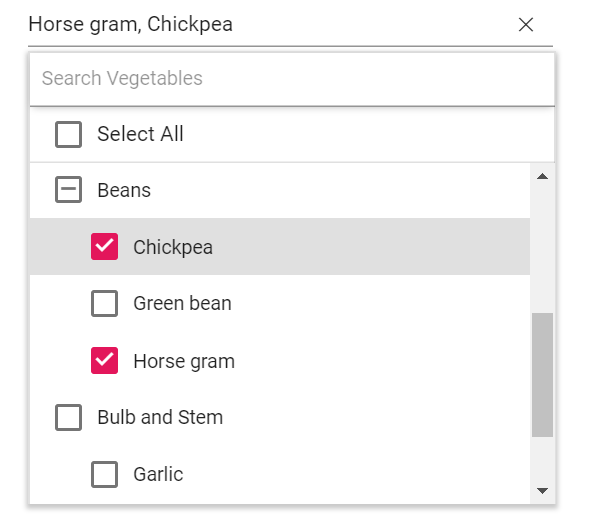 Horse gram, Chickpea
Search Vegetables
Select All
Beans
Chickpea
Green bean
Horse gram
Bulb and Stem
Garlic